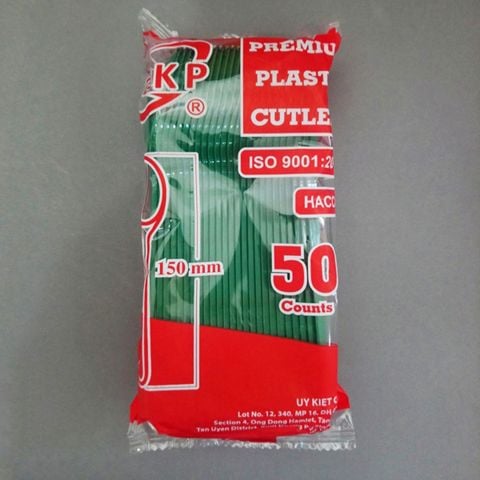 KP
®
PREMIU
PLAST
CUTLE
ISO 9001:20
HACC
150 mm
50
Counts
UY KIET C
Lot No. 12, 340, MP 16, DH
Section 4, Ong Dong Hamlet, Tan
Tan Uyen District,